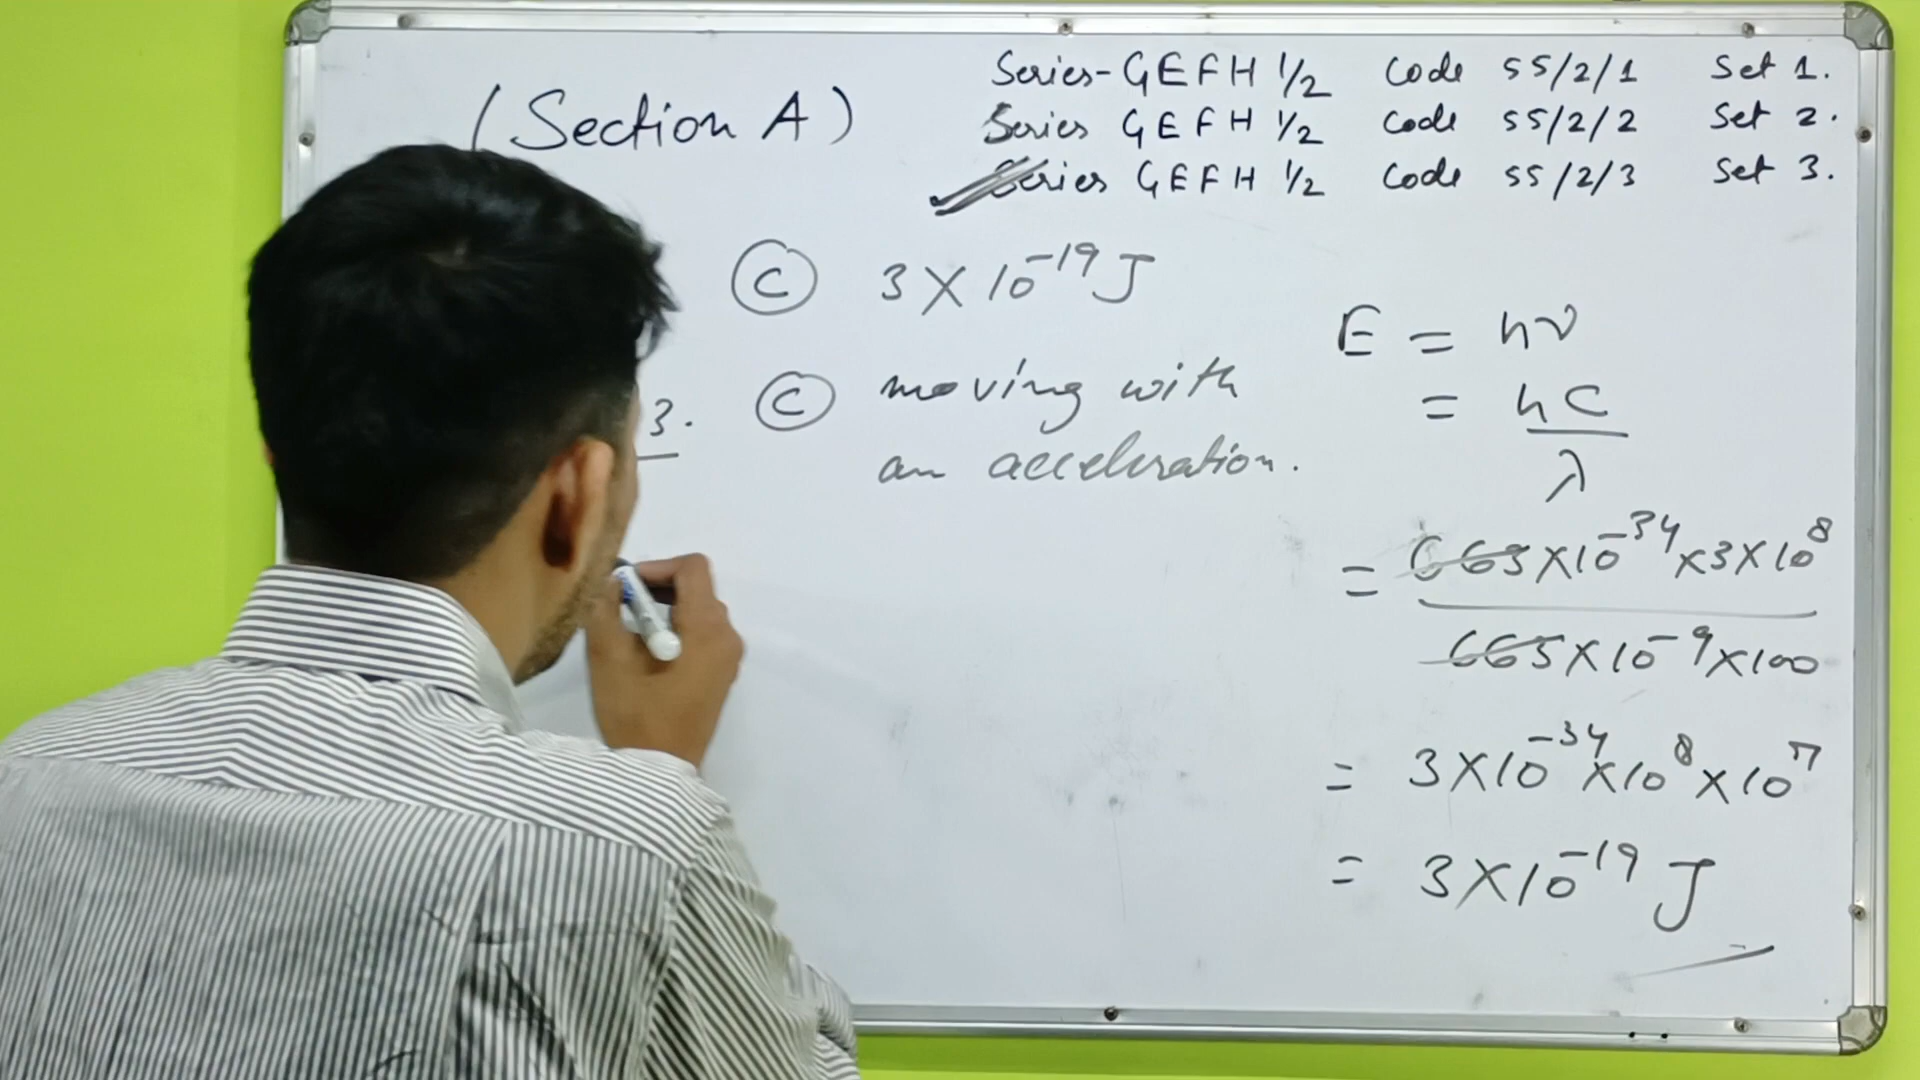 (Section A)
Series-GEFH 1/2 Code 55/2/1 Set 1.
Series GEFH 1/2 Code 55/2/2 Set 2.
Series GEFH 1/2 Code 55/2/3 Set 3.
C 3 × 10⁻¹⁹ J
3. C moving with
an acceleration.
E = hν
= hC
λ
= 663×10⁻³⁴×3×10⁸
663×10⁻⁹×100
= 3×10⁻³⁴×10⁸×10⁷
= 3×10⁻¹⁹ J